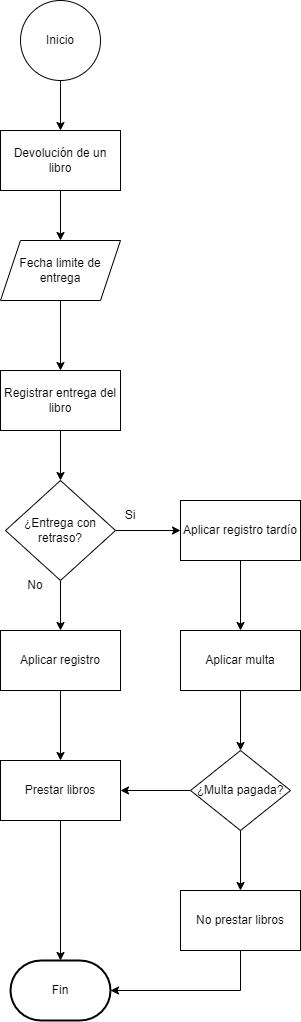 Inicio
Devolución de un
libro
Fecha limite de
entrega
Registrar entrega del
libro
¿Entrega con
retraso?
Si
Aplicar registro tardío
No
Aplicar registro
Aplicar multa
Prestar libros
¿Multa pagada?
No prestar libros
Fin